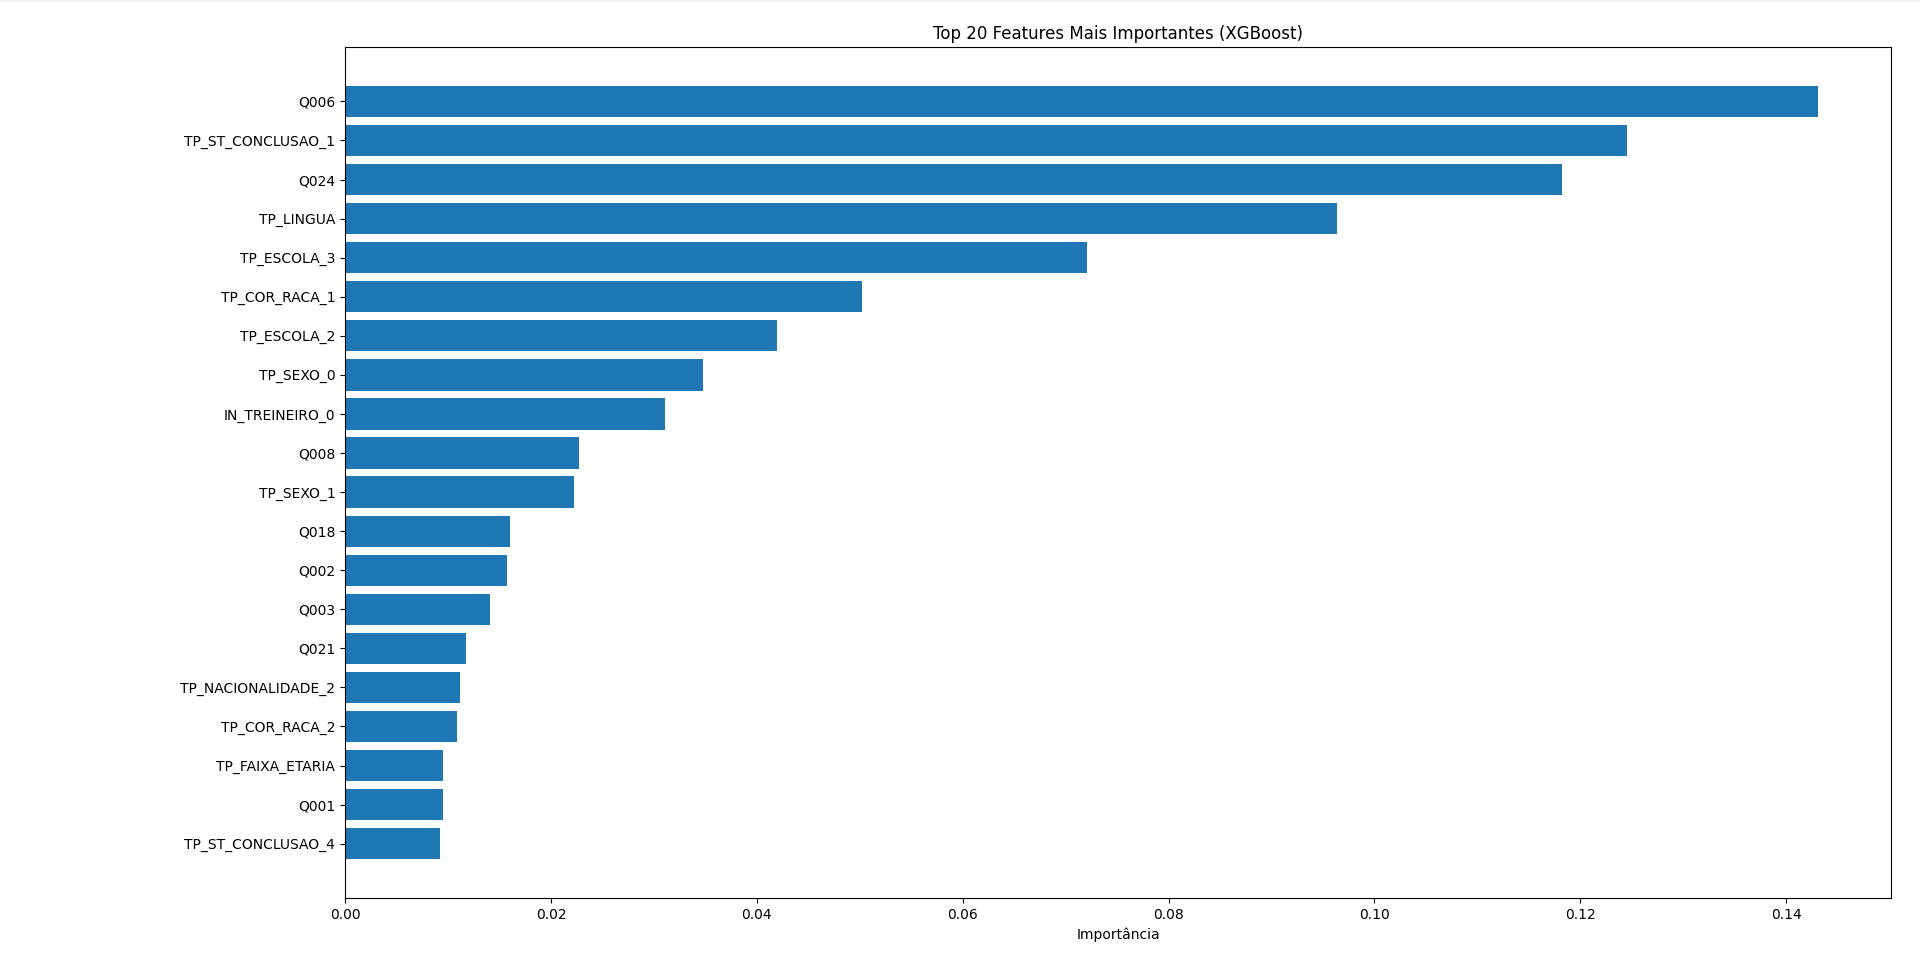 Top 20 Features Mais Importantes (XGBoost)
Q006
TP_ST_CONCLUSAO_1
Q024
TP_LINGUA
TP_ESCOLA_3
TP_COR_RACA_1
TP_ESCOLA_2
TP_SEXO_0
IN_TREINEIRO_0
Q008
TP_SEXO_1
Q018
Q002
Q003
Q021
TP_NACIONALIDADE_2
TP_COR_RACA_2
TP_FAIXA_ETARIA
Q001
TP_ST_CONCLUSAO_4
0.00 0.02 0.04 0.06 0.08 0.10 0.12 0.14
Importância